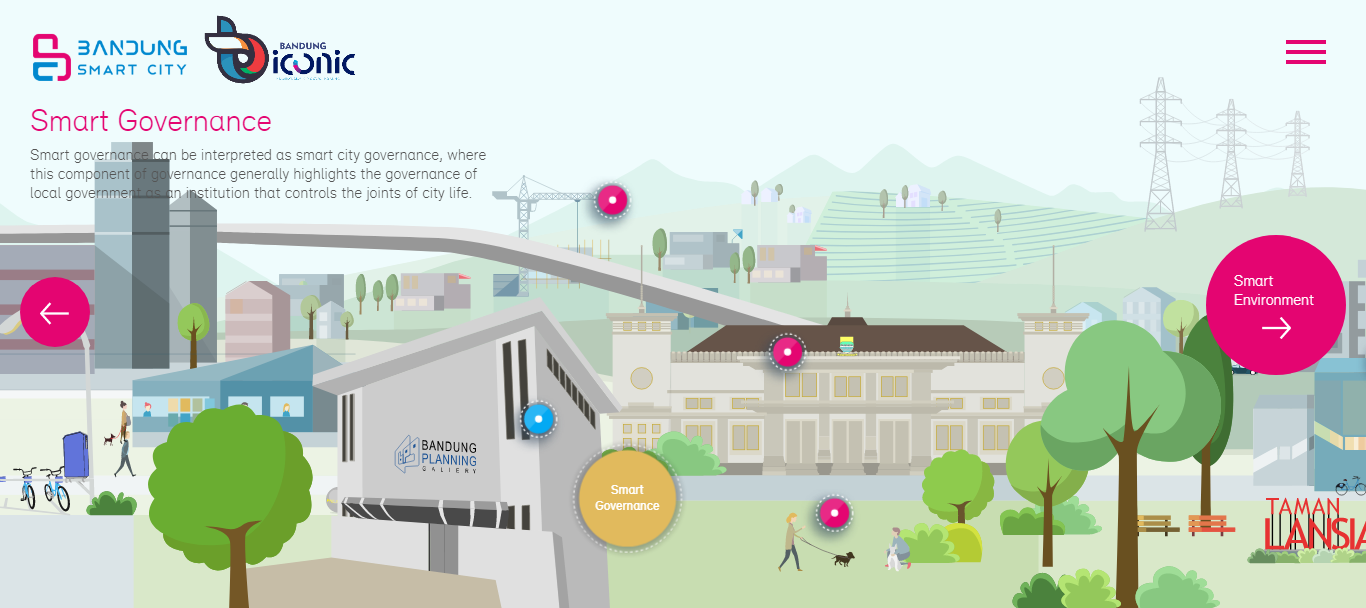 BANDUNG
SMART CITY
BANDUNG
iconic
Smart Governance
Smart governance can be interpreted as smart city governance, where
this component of governance generally highlights the governance of
local government as an institution that controls the joints of city life.
Smart
Environment
BANDUNG
PLANNING
GALLERY
Smart
Governance
TAMAN
LANSIA